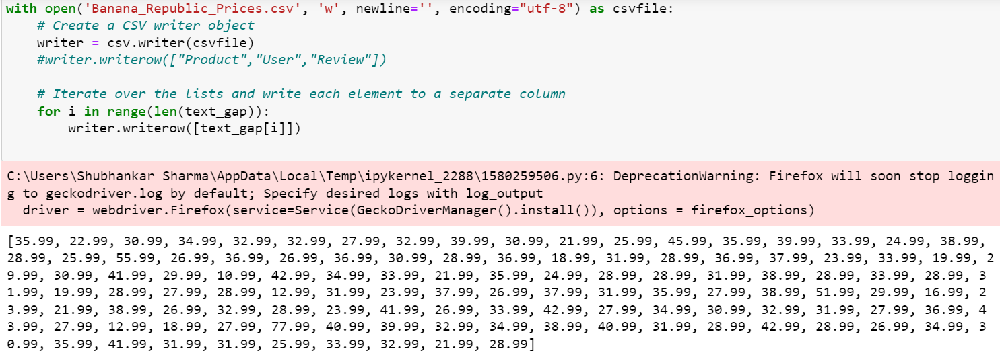 with open('Banana_Republic_Prices.csv', 'w', newline='', encoding="utf-8") as csvfile:
    # Create a CSV writer object
    writer = csv.writer(csvfile)
    #writer.writerow(["Product","User","Review"])
    # Iterate over the lists and write each element to a separate column
    for i in range(len(text_gap)):
        writer.writerow([text_gap[i]])
C:\Users\Shubhankar Sharma\AppData\Local\Temp\ipykernel_2288\1580259506.py:6: DeprecationWarning: Firefox will soon stop loggin
g to geckodriver.log by default; Specify desired logs with log_output
  driver = webdriver.Firefox(service=Service(GeckoDriverManager().install()), options = firefox_options)
[35.99, 22.99, 30.99, 34.99, 32.99, 32.99, 27.99, 32.99, 39.99, 30.99, 21.99, 25.99, 45.99, 35.99, 39.99, 33.99, 24.99, 38.99,
28.99, 25.99, 55.99, 26.99, 36.99, 26.99, 36.99, 30.99, 28.99, 36.99, 18.99, 31.99, 28.99, 36.99, 37.99, 23.99, 33.99, 19.99, 2
9.99, 30.99, 41.99, 29.99, 10.99, 42.99, 34.99, 33.99, 21.99, 35.99, 24.99, 28.99, 28.99, 31.99, 38.99, 28.99, 33.99, 28.99, 3
1.99, 19.99, 28.99, 27.99, 28.99, 12.99, 31.99, 23.99, 37.99, 26.99, 37.99, 31.99, 35.99, 27.99, 38.99, 51.99, 29.99, 16.99, 2
3.99, 21.99, 38.99, 26.99, 32.99, 28.99, 23.99, 41.99, 26.99, 33.99, 42.99, 27.99, 34.99, 30.99, 32.99, 31.99, 27.99, 36.99, 4
3.99, 27.99, 12.99, 18.99, 27.99, 77.99, 40.99, 39.99, 32.99, 34.99, 38.99, 40.99, 31.99, 28.99, 42.99, 28.99, 26.99, 34.99, 3
0.99, 35.99, 41.99, 31.99, 31.99, 25.99, 33.99, 32.99, 21.99, 28.99]